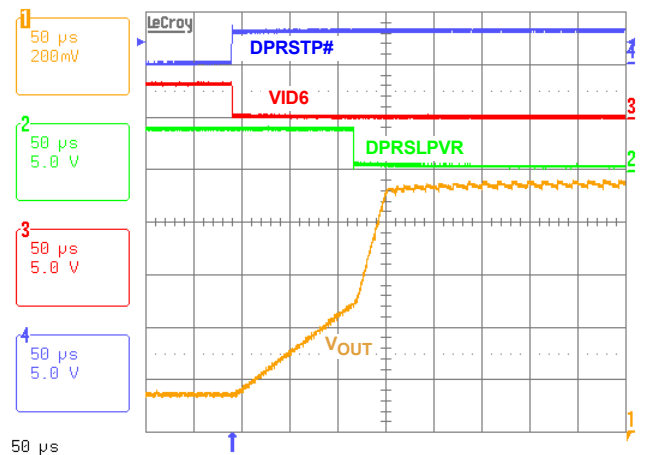 1
50 µs
200mV
LeCroy
DPRSTP#
4
VID6
3
2
50 µs
5.0 V
DPRSLPVR
2
3
50 µs
5.0 V
4
50 µs
5.0 V
VOUT
1
50 µs